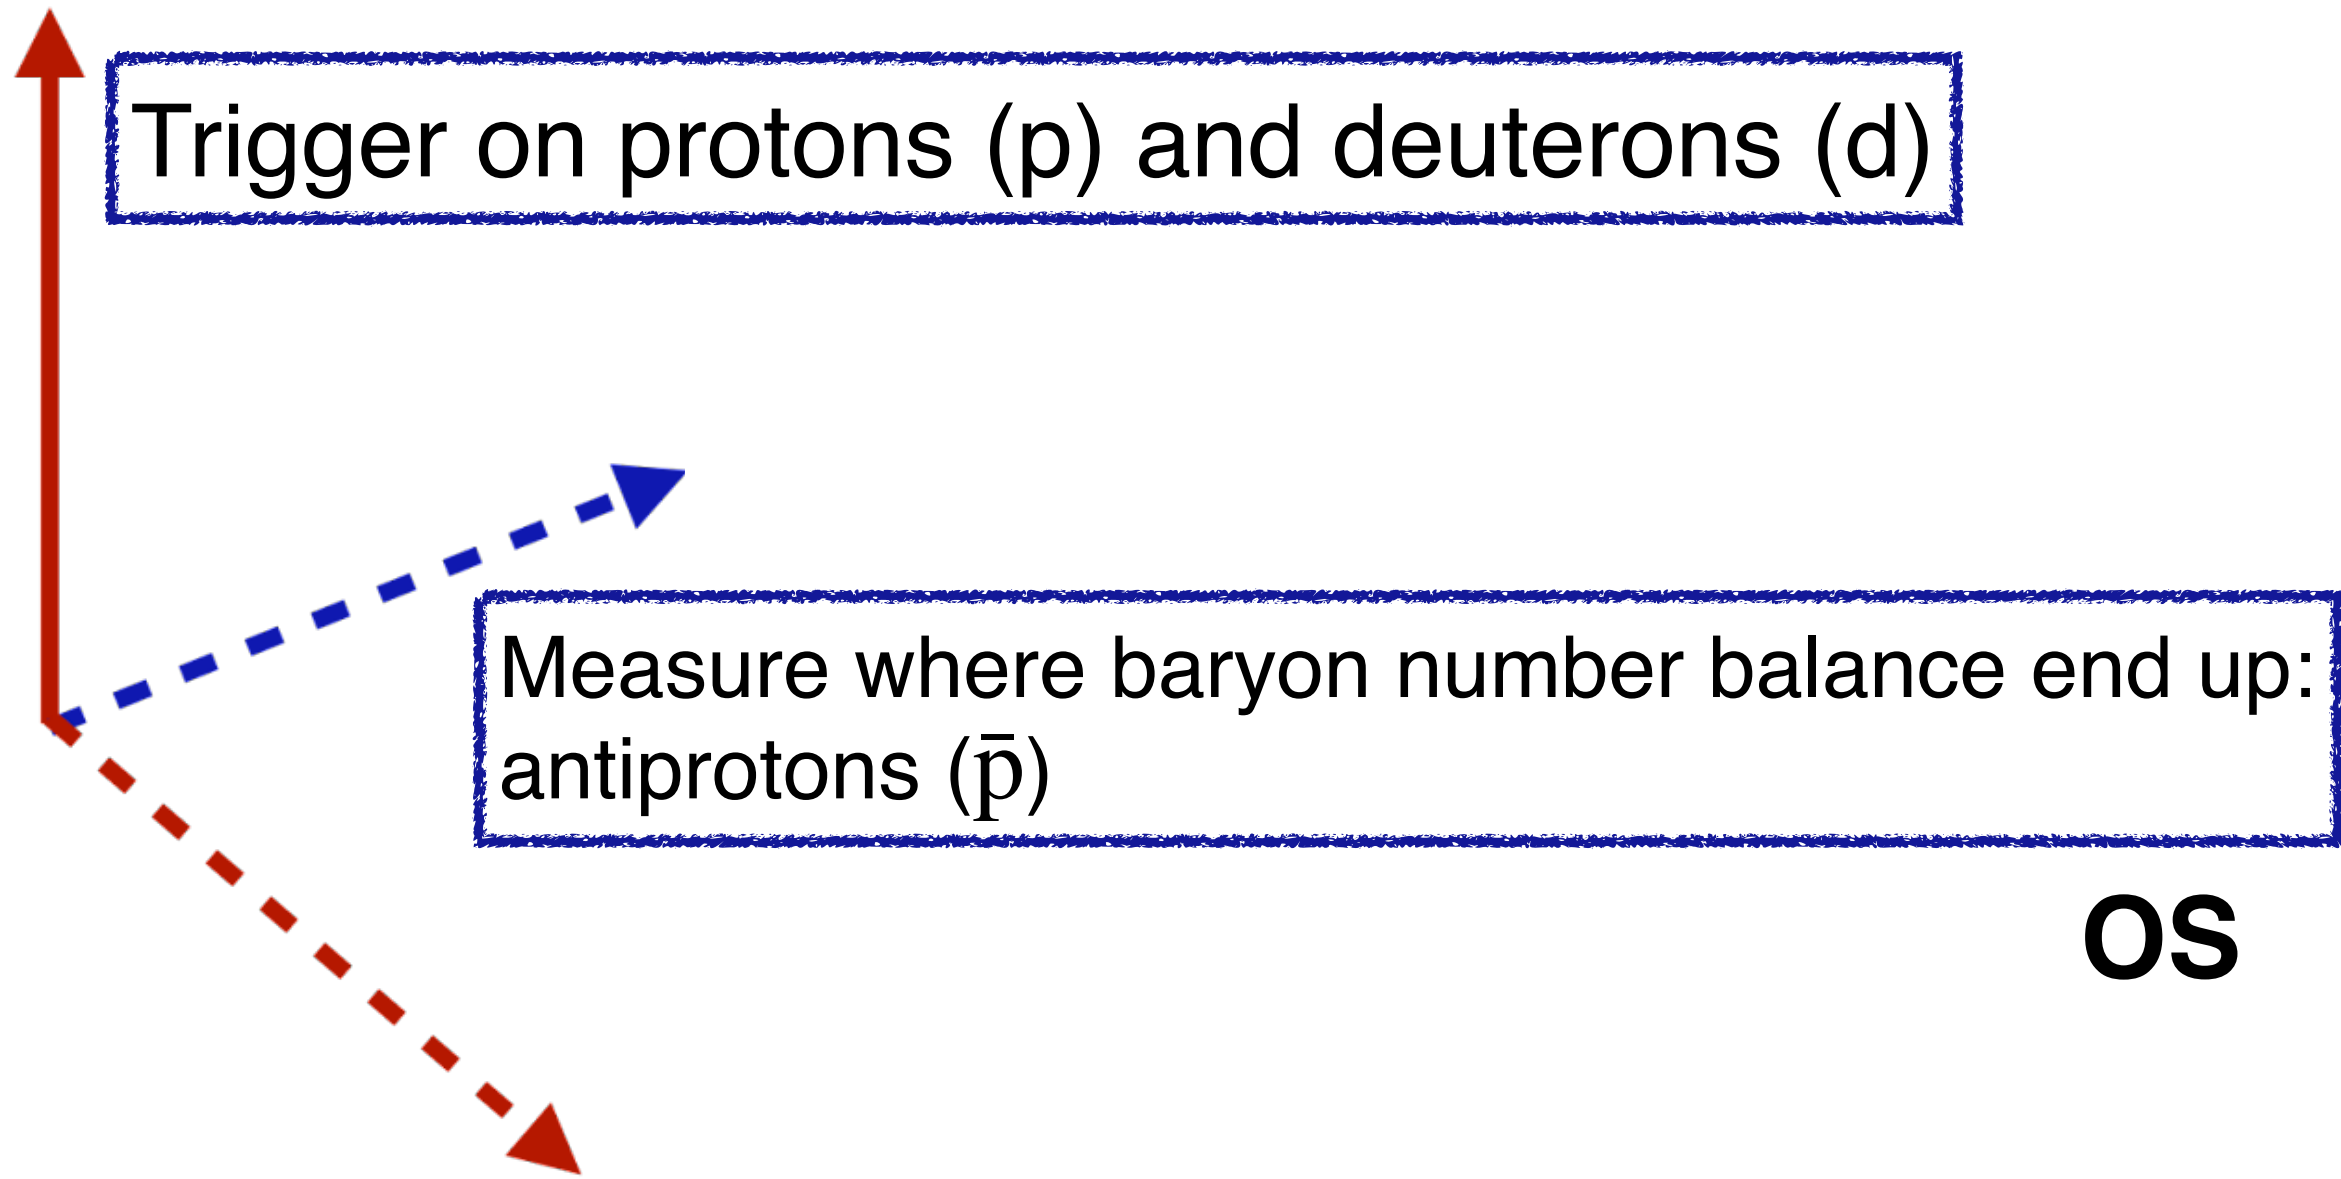 Trigger on protons (p) and deuterons (d)
Measure where baryon number balance end up:
antiprotons (p̅)
OS